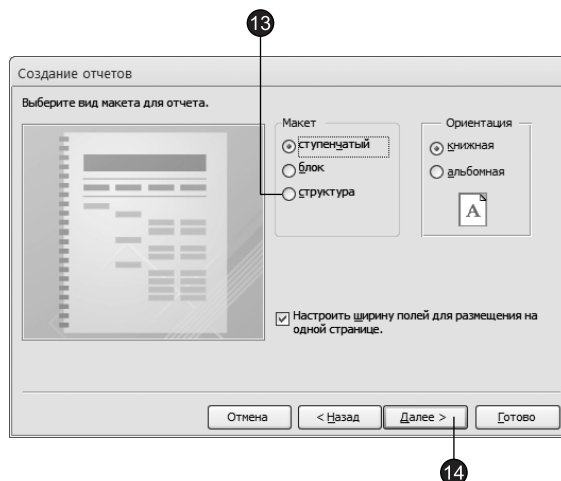 13
Создание отчетов
Выберите вид макета для отчета.
Макет
ступенчатый
блок
структура
Ориентация
книжная
альбомная
A
Настроить ширину полей для размещения на
одной странице.
Отмена
< Назад
Далее >
Готово
14